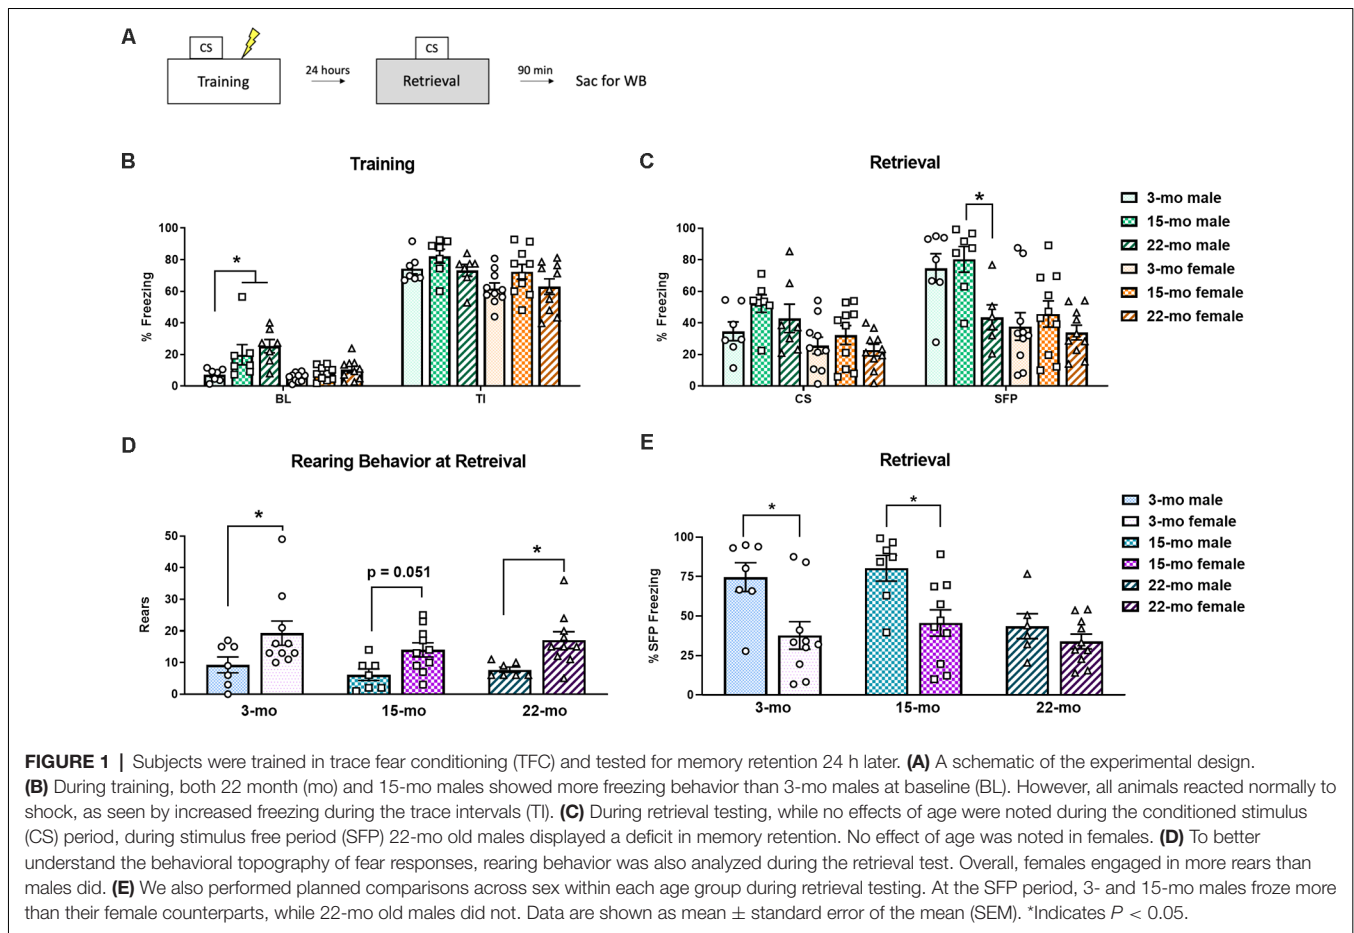 A
CS
CS
Training
24 hours
Retrieval
90 min
Sac for WB
B
Training
% Freezing
100
80
60
40
20
0
*
BL
TI
C
Retrieval
% Freezing
100
80
60
40
20
0
*
CS
SFP
3-mo male
15-mo male
22-mo male
3-mo female
15-mo female
22-mo female
D
Rearing Behavior at Retreival
Rears
50
40
30
20
10
0
*
p = 0.051
*
3-mo
15-mo
22-mo
E
Retrieval
% SFP Freezing
100
75
50
25
0
*
*
3-mo
15-mo
22-mo
3-mo male
3-mo female
15-mo male
15-mo female
22-mo male
22-mo female
FIGURE 1 | Subjects were trained in trace fear conditioning (TFC) and tested for memory retention 24 h later. (A) A schematic of the experimental design.
(B) During training, both 22 month (mo) and 15-mo males showed more freezing behavior than 3-mo males at baseline (BL). However, all animals reacted normally to
shock, as seen by increased freezing during the trace intervals (TI). (C) During retrieval testing, while no effects of age were noted during the conditioned stimulus
(CS) period, during stimulus free period (SFP) 22-mo old males displayed a deficit in memory retention. No effect of age was noted in females. (D) To better
understand the behavioral topography of fear responses, rearing behavior was also analyzed during the retrieval test. Overall, females engaged in more rears than
males did. (E) We also performed planned comparisons across sex within each age group during retrieval testing. At the SFP period, 3- and 15-mo males froze more
than their female counterparts, while 22-mo old males did not. Data are shown as mean ± standard error of the mean (SEM). *Indicates P < 0.05.